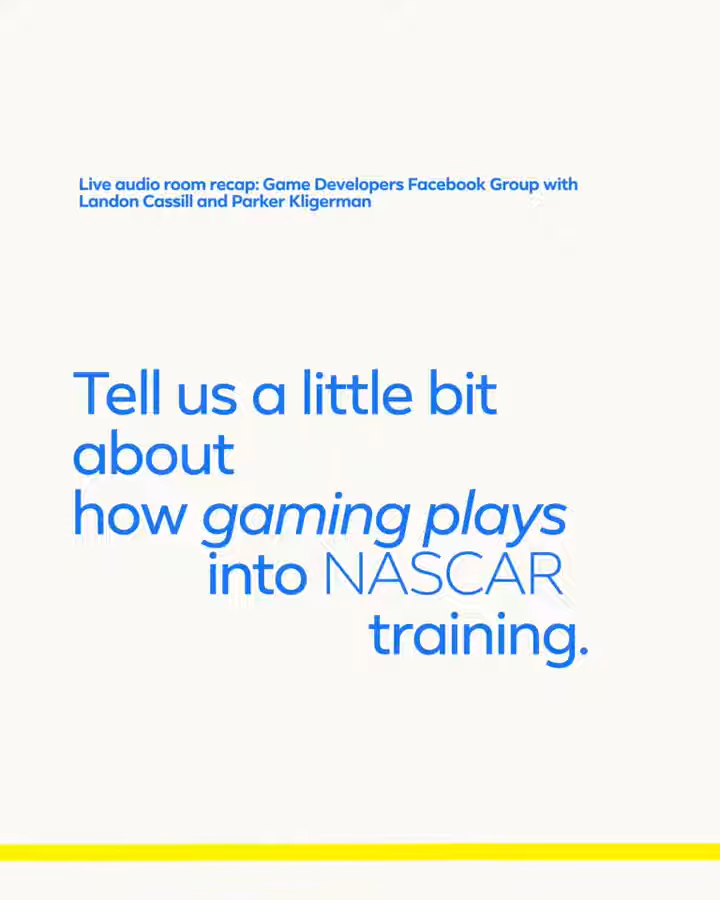 Live audio room recap: Game Developers Facebook Group with
Landon Cassill and Parker Kligerman
Tell us a little bit
about
how gaming plays
into NASCAR
training.